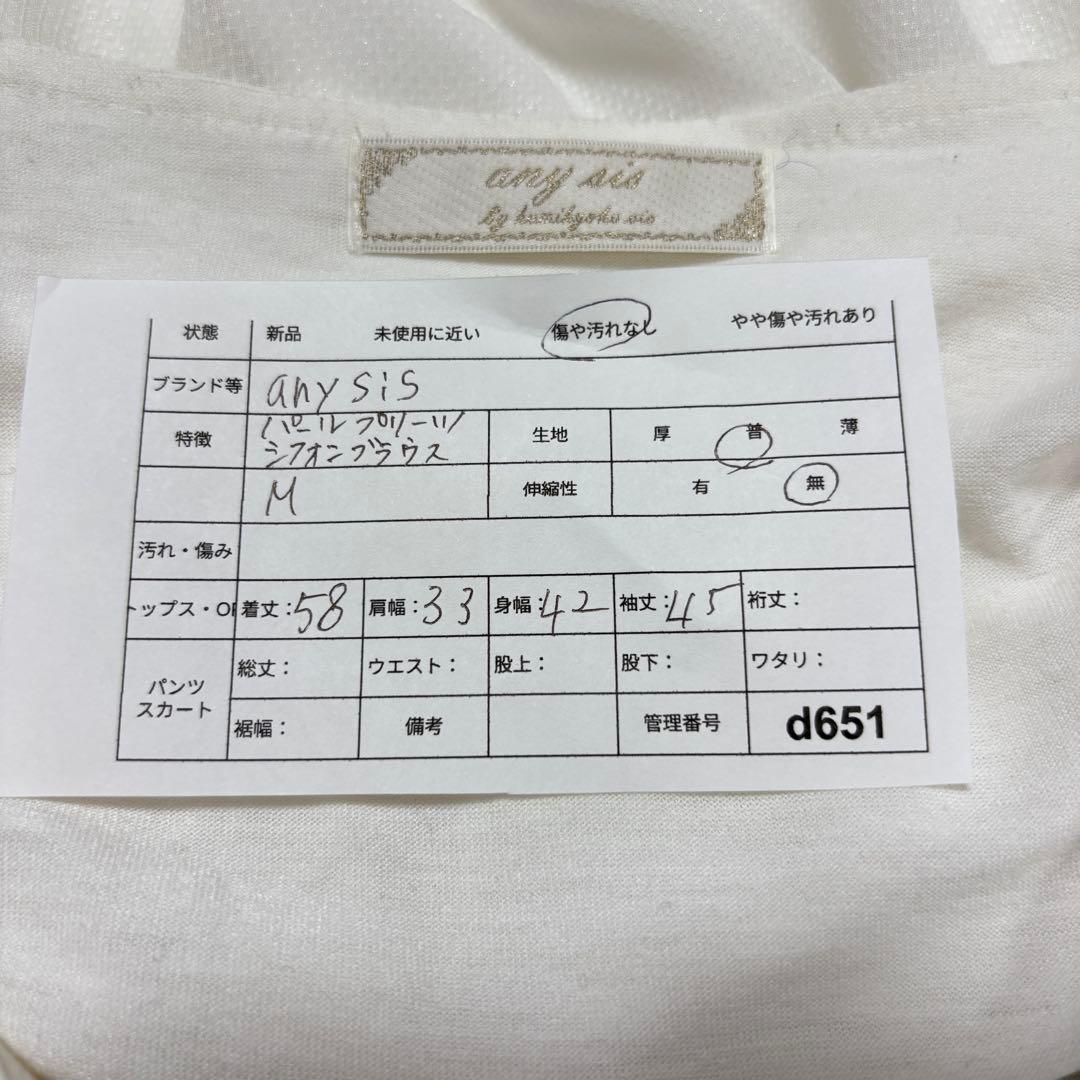 any sis
by kumikyoku sis
状態 新品 未使用に近い 傷や汚れなし やや傷や汚れあり
ブランド等 any sis
特徴 パールプリーツ
シフォンブラウス
生地 厚 普 薄
M 伸縮性 有 無
汚れ・傷み
トップス・OP 着丈:58 肩幅:33 身幅:42 袖丈:45 裄丈:
パンツ
スカート
総丈: ウエスト: 股上: 股下: ワタリ:
裾幅: 備考 管理番号 d651